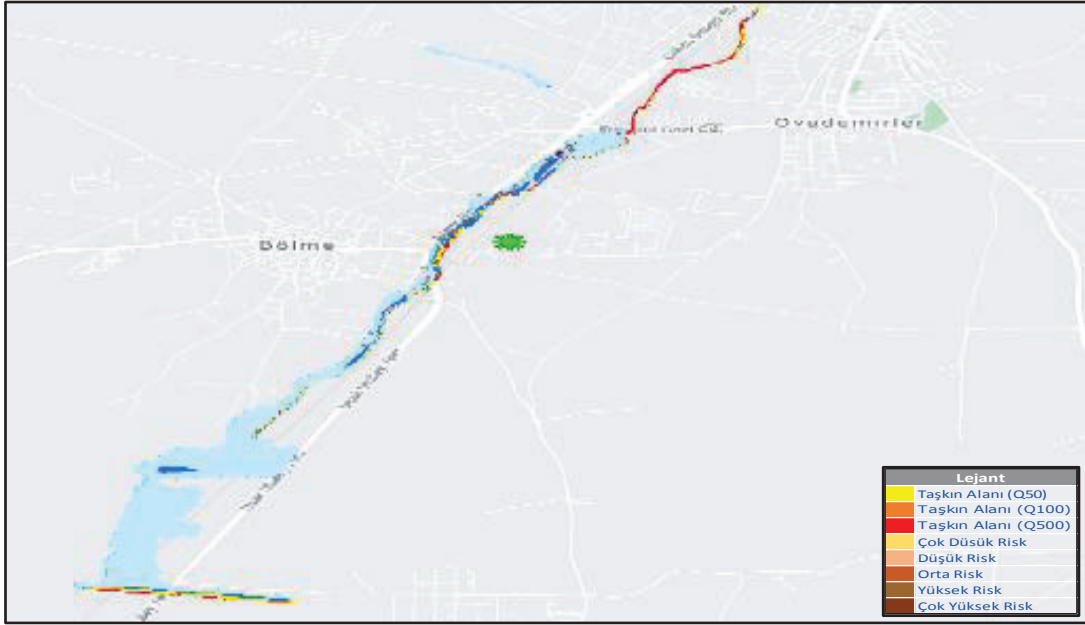 Ovademirler
Bölme
Lejant
Taşkın Alanı (Q50)
Taşkın Alanı (Q100)
Taşkın Alanı (Q500)
Çok Düsük Risk
Düşük Risk
Orta Risk
Yüksek Risk
Çok Yüksek Risk